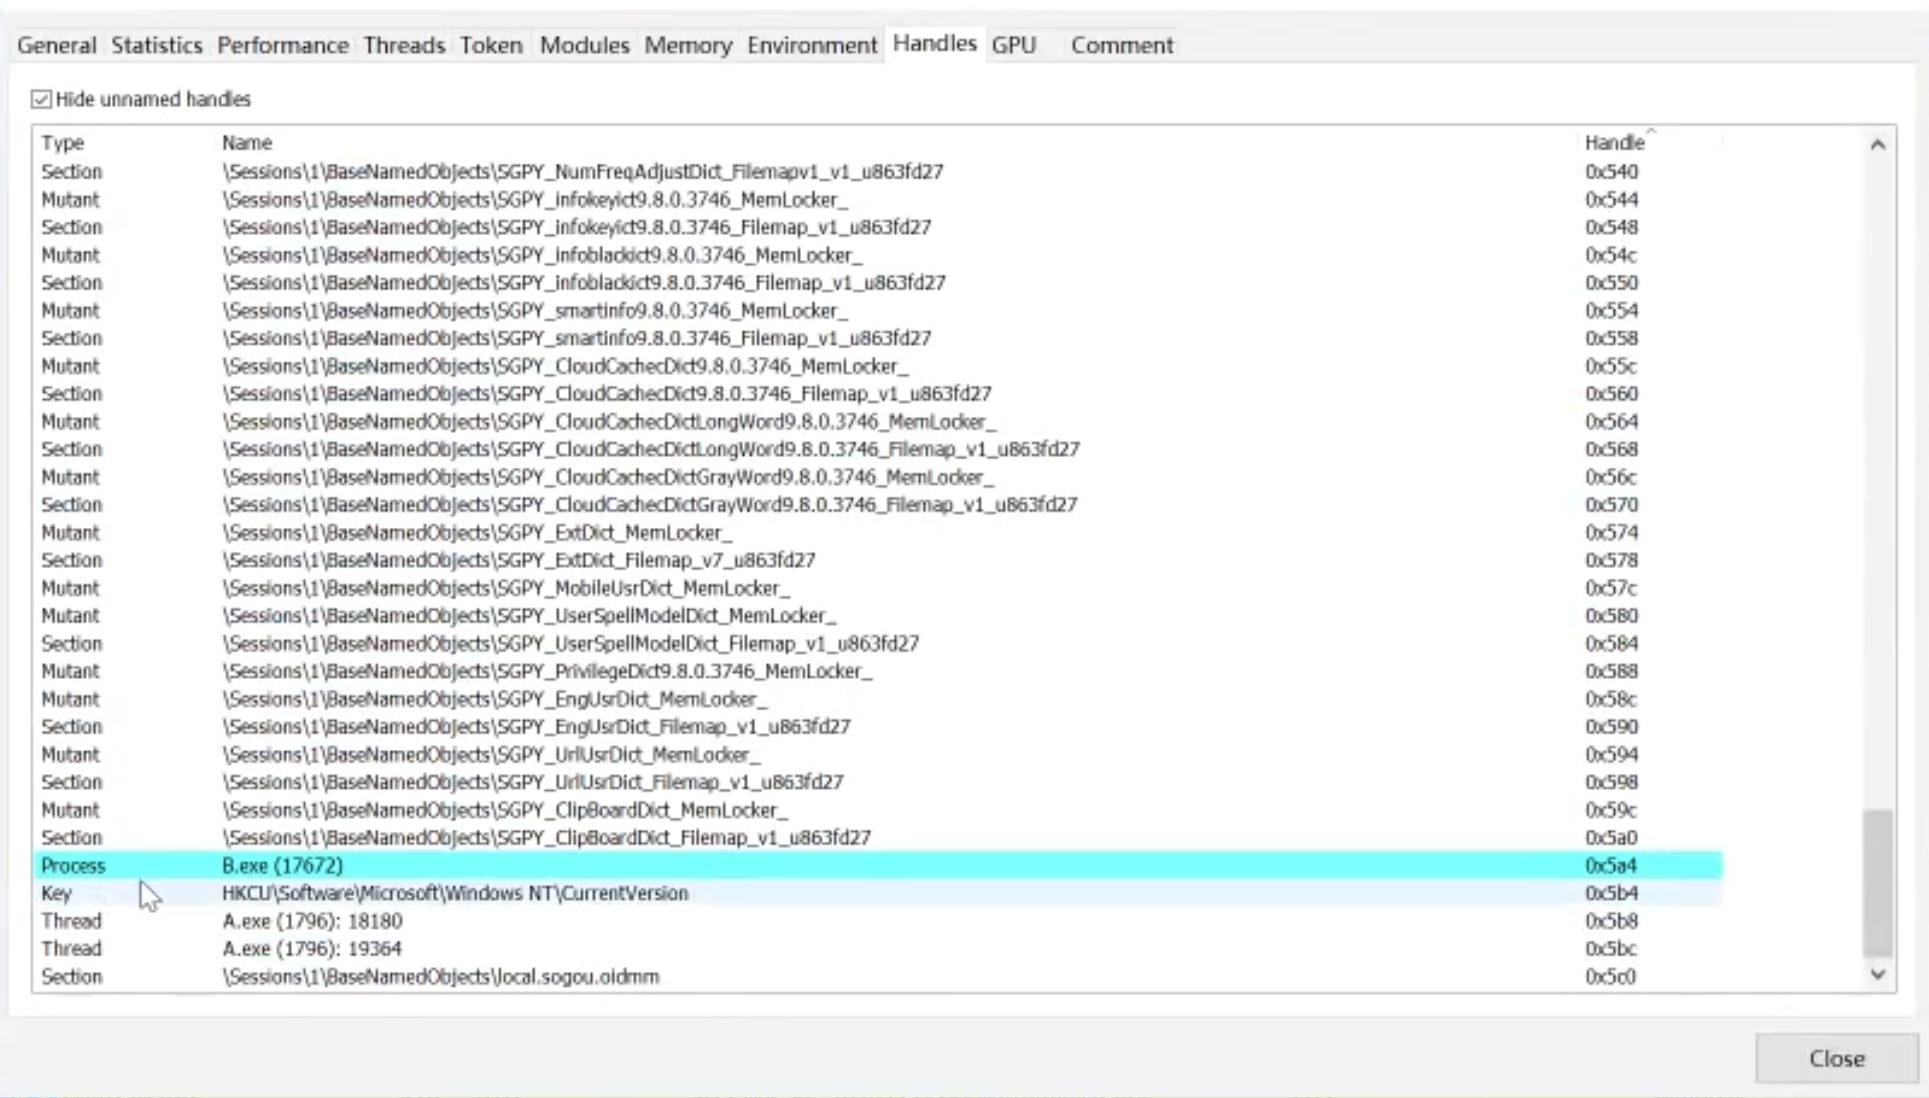 General Statistics Performance Threads Token Modules Memory Environment Handles GPU Comment
Hide unnamed handles
Type Name Handle
Section \Sessions\1\BaseNamedObjects\SGPY_NumFreqAdjustDict_Filemapv1_v1_u863fd27 0x540
Mutant \Sessions\1\BaseNamedObjects\SGPY_infokeyict9.8.0.3746_MemLocker_ 0x544
Section \Sessions\1\BaseNamedObjects\SGPY_infokeyict9.8.0.3746_Filemap_v1_u863fd27 0x548
Mutant \Sessions\1\BaseNamedObjects\SGPY_infoblackict9.8.0.3746_MemLocker_ 0x54c
Section \Sessions\1\BaseNamedObjects\SGPY_infoblackict9.8.0.3746_Filemap_v1_u863fd27 0x550
Mutant \Sessions\1\BaseNamedObjects\SGPY_smartinfo9.8.0.3746_MemLocker_ 0x554
Section \Sessions\1\BaseNamedObjects\SGPY_smartinfo9.8.0.3746_Filemap_v1_u863fd27 0x558
Mutant \Sessions\1\BaseNamedObjects\SGPY_CloudCachecDict9.8.0.3746_MemLocker_ 0x55c
Section \Sessions\1\BaseNamedObjects\SGPY_CloudCachecDict9.8.0.3746_Filemap_v1_u863fd27 0x560
Mutant \Sessions\1\BaseNamedObjects\SGPY_CloudCachecDictLongWord9.8.0.3746_MemLocker_ 0x564
Section \Sessions\1\BaseNamedObjects\SGPY_CloudCachecDictLongWord9.8.0.3746_Filemap_v1_u863fd27 0x568
Mutant \Sessions\1\BaseNamedObjects\SGPY_CloudCachecDictGrayWord9.8.0.3746_MemLocker_ 0x56c
Section \Sessions\1\BaseNamedObjects\SGPY_CloudCachecDictGrayWord9.8.0.3746_Filemap_v1_u863fd27 0x570
Mutant \Sessions\1\BaseNamedObjects\SGPY_ExtDict_MemLocker_ 0x574
Section \Sessions\1\BaseNamedObjects\SGPY_ExtDict_Filemap_v7_u863fd27 0x578
Mutant \Sessions\1\BaseNamedObjects\SGPY_MobileUsrDict_MemLocker_ 0x57c
Mutant \Sessions\1\BaseNamedObjects\SGPY_UserSpellModelDict_MemLocker_ 0x580
Section \Sessions\1\BaseNamedObjects\SGPY_UserSpellModelDict_Filemap_v1_u863fd27 0x584
Mutant \Sessions\1\BaseNamedObjects\SGPY_PrivilegeDict9.8.0.3746_MemLocker_ 0x588
Mutant \Sessions\1\BaseNamedObjects\SGPY_EngUsrDict_MemLocker_ 0x58c
Section \Sessions\1\BaseNamedObjects\SGPY_EngUsrDict_Filemap_v1_u863fd27 0x590
Mutant \Sessions\1\BaseNamedObjects\SGPY_UrlUsrDict_MemLocker_ 0x594
Section \Sessions\1\BaseNamedObjects\SGPY_UrlUsrDict_Filemap_v1_u863fd27 0x598
Mutant \Sessions\1\BaseNamedObjects\SGPY_ClipBoardDict_MemLocker_ 0x59c
Section \Sessions\1\BaseNamedObjects\SGPY_ClipBoardDict_Filemap_v1_u863fd27 0x5a0
Process B.exe (17672) 0x5a4
Key HKCU\Software\Microsoft\Windows NT\CurrentVersion 0x5b4
Thread A.exe (1796): 18180 0x5b8
Thread A.exe (1796): 19364 0x5bc
Section \Sessions\1\BaseNamedObjects\local.sogou.oidmm 0x5c0
Close